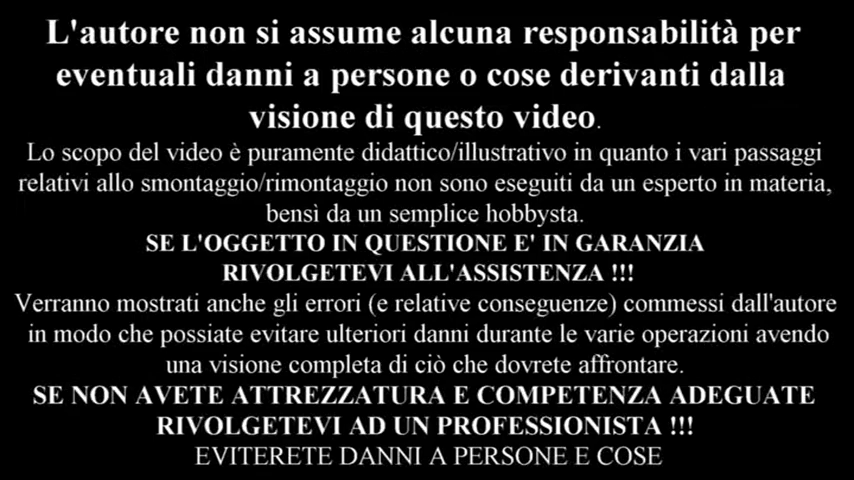 L'autore non si assume alcuna responsabilità per
eventuali danni a persone o cose derivanti dalla
visione di questo video.
Lo scopo del video è puramente didattico/illustrativo in quanto i vari passaggi
relativi allo smontaggio/rimontaggio non sono eseguiti da un esperto in materia,
bensì da un semplice hobbysta.
SE L'OGGETTO IN QUESTIONE E' IN GARANZIA
RIVOLGETEVI ALL'ASSISTENZA !!!
Verranno mostrati anche gli errori (e relative conseguenze) commessi dall'autore
in modo che possiate evitare ulteriori danni durante le varie operazioni avendo
una visione completa di ciò che dovrete affrontare.
SE NON AVETE ATTREZZATURA E COMPETENZA ADEGUATE
RIVOLGETEVI AD UN PROFESSIONISTA !!!
EVITERETE DANNI A PERSONE E COSE